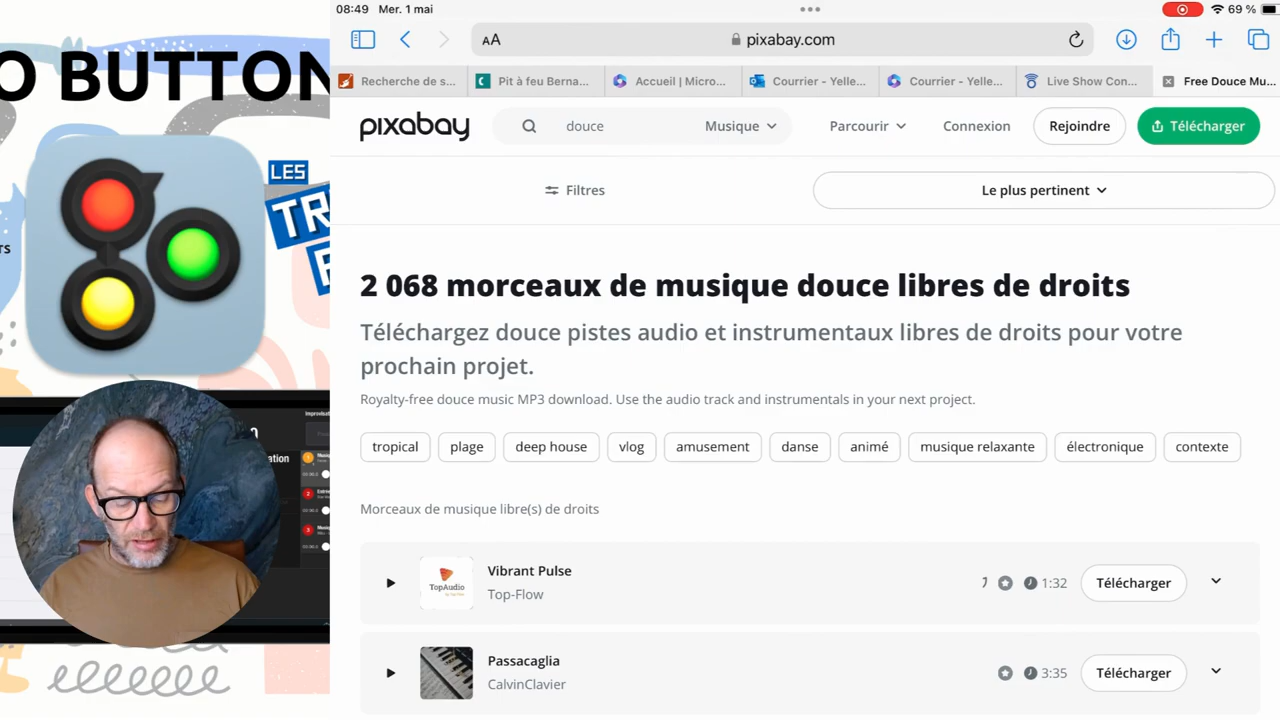 08:49 Mer. 1 mai
69 %
AA
pixabay.com
Recherche de s...
Pit à feu Berna...
Accueil | Micro...
Courrier – Yelle...
Courrier – Yelle...
Live Show Con...
Free Douce Mu...
O BUTTON
LES
TR
pixabay
douce
Musique
Parcourir
Connexion
Rejoindre
Télécharger
Filtres
Le plus pertinent
2 068 morceaux de musique douce libres de droits
Téléchargez douce pistes audio et instrumentaux libres de droits pour votre
prochain projet.
Royalty-free douce music MP3 download. Use the audio track and instrumentals in your next project.
tropical
plage
deep house
vlog
amusement
danse
animé
musique relaxante
électronique
contexte
Morceaux de musique libre(s) de droits
TopAudio
Vibrant Pulse
Top-Flow
1:32
Télécharger
Passacaglia
CalvinClavier
3:35
Télécharger